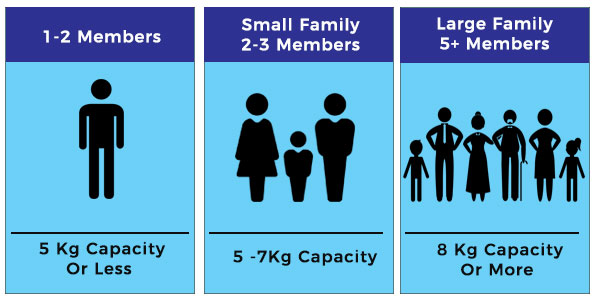 1-2 Members
5 Kg Capacity
Or Less
Small Family
2-3 Members
5 -7Kg Capacity
Large Family
5+ Members
8 Kg Capacity
Or More